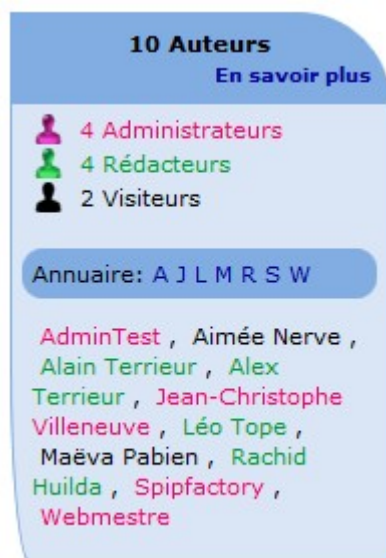 10 Auteurs
En savoir plus
4 Administrateurs
4 Rédacteurs
2 Visiteurs
Annuaire: A J L M R S W
AdminTest , Aimée Nerve ,
Alain Terrieur , Alex
Terrieur , Jean-Christophe
Villeneuve , Léo Tope ,
Maëva Pabien , Rachid
Huilda , Spipfactory ,
Webmestre